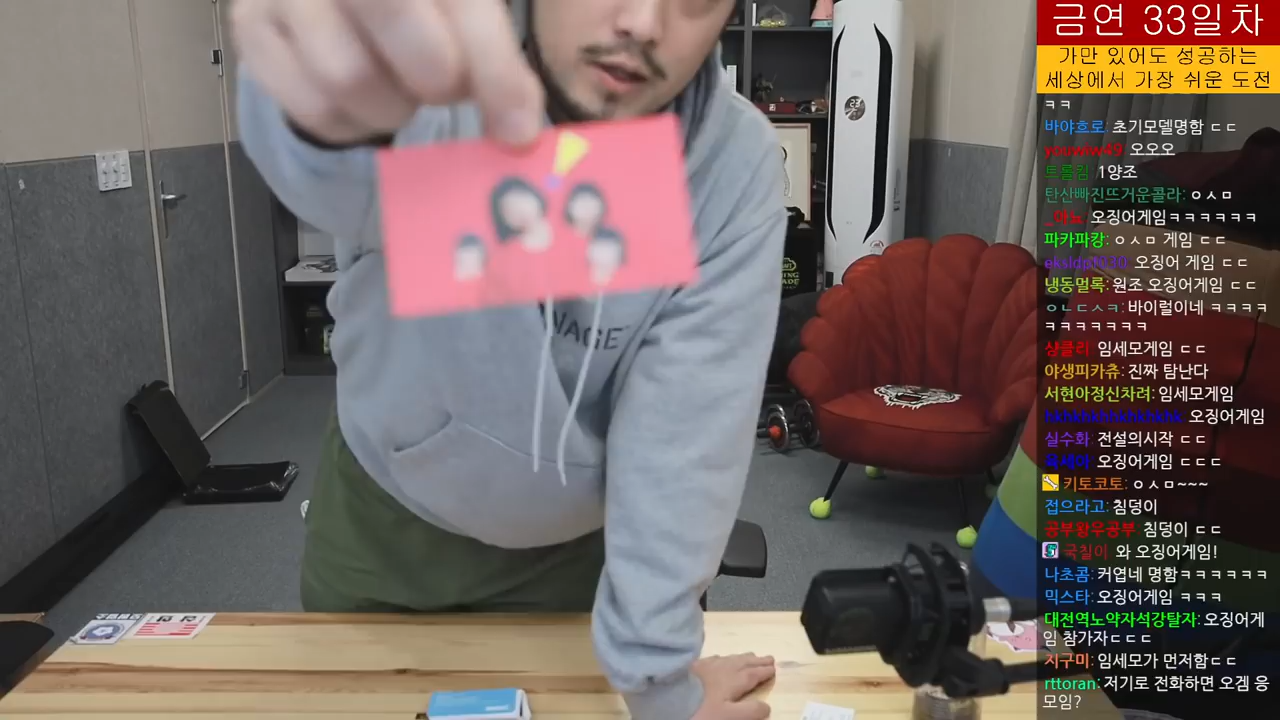 금연 33일차
가만 있어도 성공하는
세상에서 가장 쉬운 도전
ㅋㅋ
바야흐로: 초기모델명함 ㄷㄷ
youwiw49: 오오오
트롤킴: 1양조
탄산빠진뜨거운콜라: ㅇㅅㅁ
오징어게임ㅋㅋㅋㅋㅋㅋ
파카파캉: ㅇㅅㅁ 게임 ㄷㄷ
오징어 게임 ㄷㄷ
냉동멀록: 원조 오징어게임 ㄷㄷ
ㅇㄴㄷㅅㅋ: 바이럴이네 ㅋㅋㅋㅋ
ㅋㅋㅋㅋㅋㅋㅋ
샹클리: 임세모게임 ㄷㄷ
야생피카츄: 진짜 탐난다
서현아정신차려: 임세모게임
오징어게임
실수화: 전설의시작 ㄷㄷ
오징어게임 ㄷㄷㄷ
키토코토: ㅇㅅㅁ~~~
접으라고: 침덩이
공부왕우공부: 침덩이 ㄷㄷ
국칠이: 와 오징어게임!
나초콤: 커엽네 명함ㅋㅋㅋㅋㅋㅋ
믹스타: 오징어게임 ㅋㅋㅋ
대전역노약자석강탈자: 오징어게
임 참가자ㄷㄷㄷ
지구미: 임세모가 먼저함ㄷㄷ
rttoran: 저기로 전화하면 오겜 응
모임?